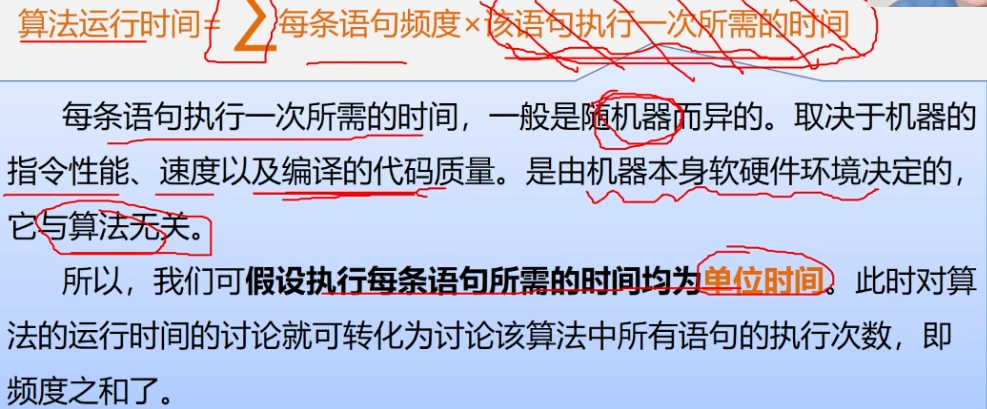 算法运行时间=∑每条语句频度×该语句执行一次所需的时间
每条语句执行一次所需的时间，一般是随机器而异的。取决于机器的
指令性能、速度以及编译的代码质量。是由机器本身软硬件环境决定的，
它与算法无关。
所以，我们可假设执行每条语句所需的时间均为单位时间。此时对算
法的运行时间的讨论就可转化为讨论该算法中所有语句的执行次数，即
频度之和了。